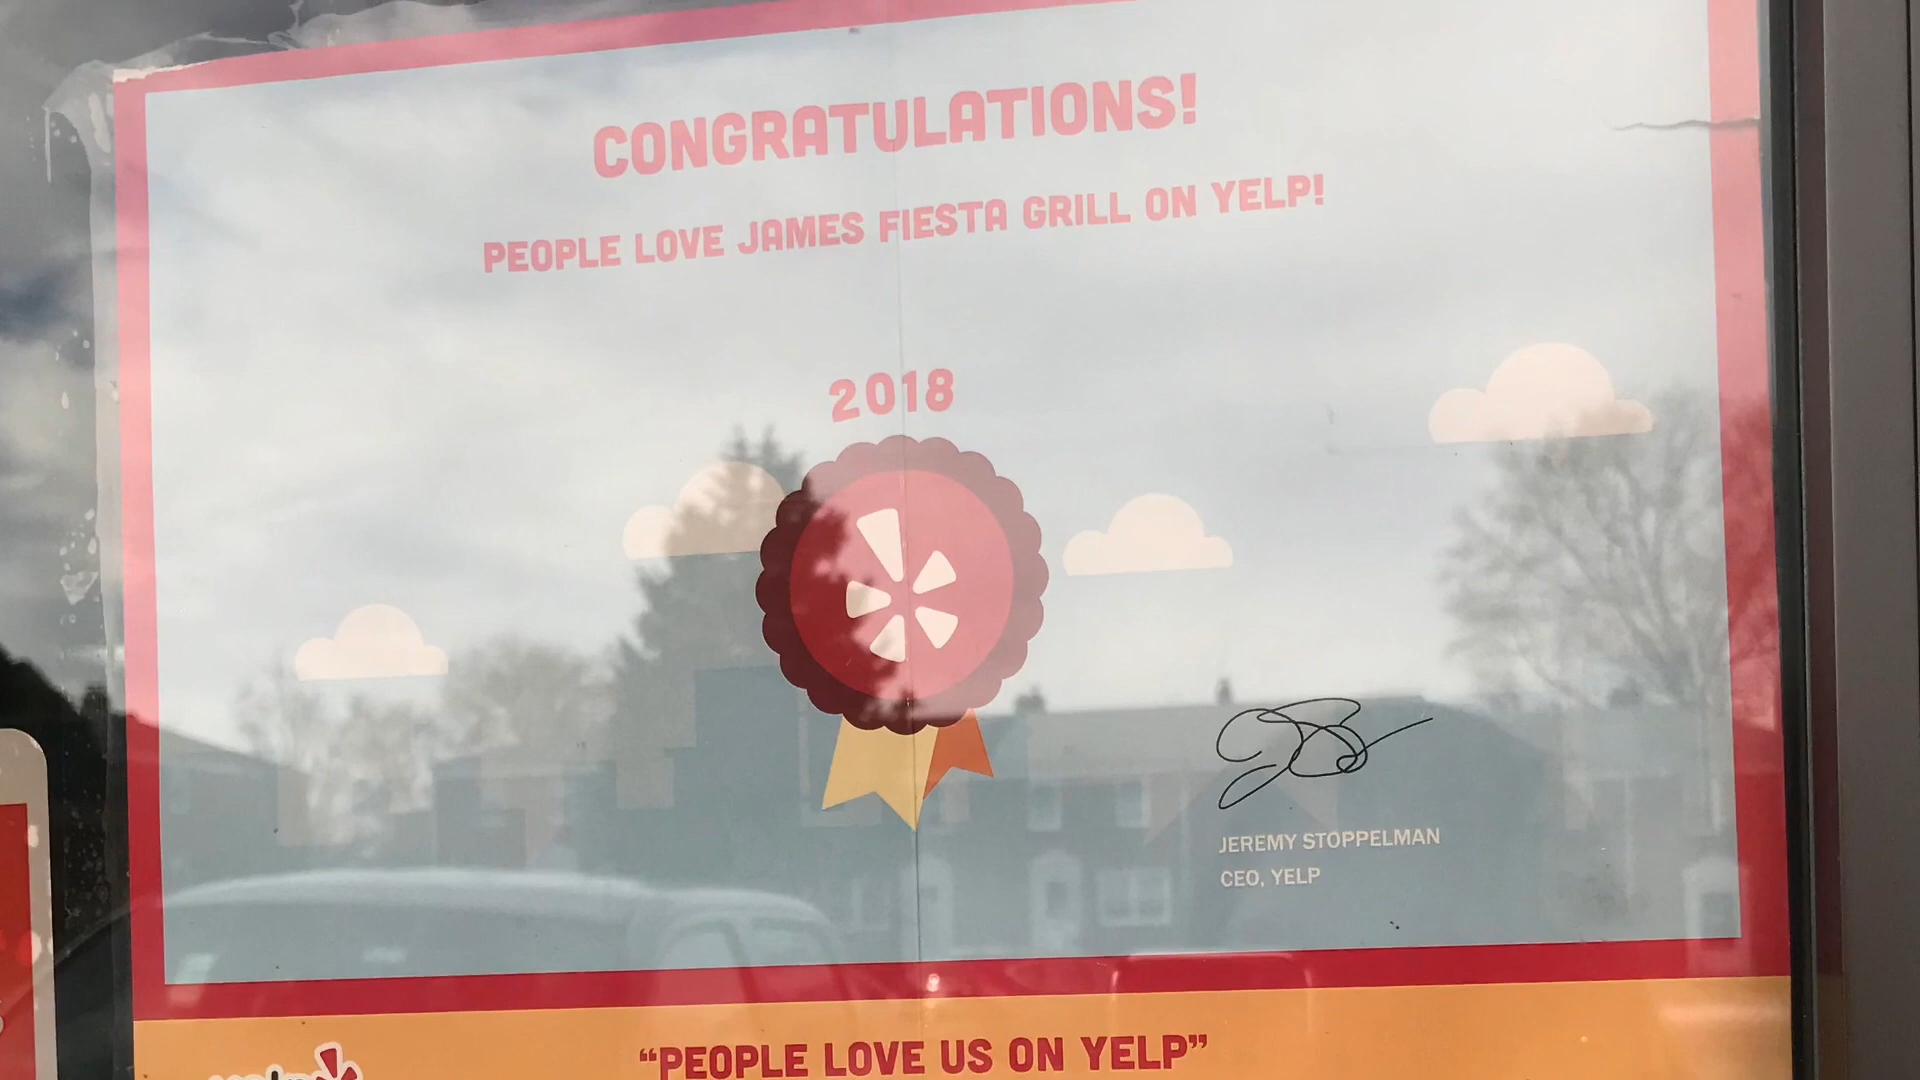 CONGRATULATIONS!
PEOPLE LOVE JAMES FIESTA GRILL ON YELP!
2018
JEREMY STOPPELMAN
CEO, YELP
“PEOPLE LOVE US ON YELP”